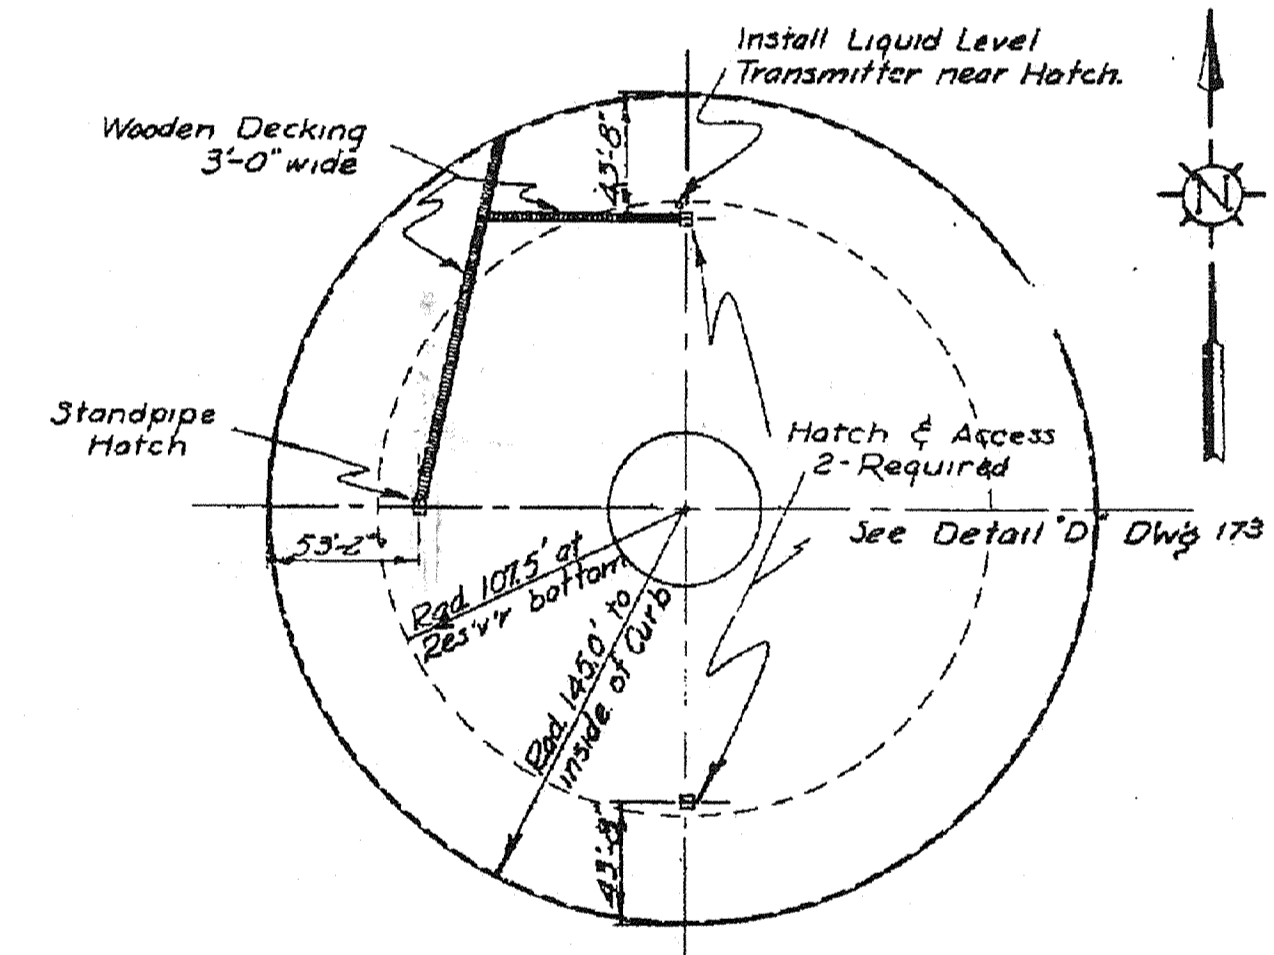 Install Liquid Level
Transmitter near Hatch.
Wooden Decking
3'-0" wide
43'-8"
N
Standpipe
Hatch
Hatch & Access
2-Required
See Detail "D" Dwg 173
53'-2"
Rad. 107.5' at
Res'v'r bottom
Rad. 145.0' to
inside of Curb
43'-8"